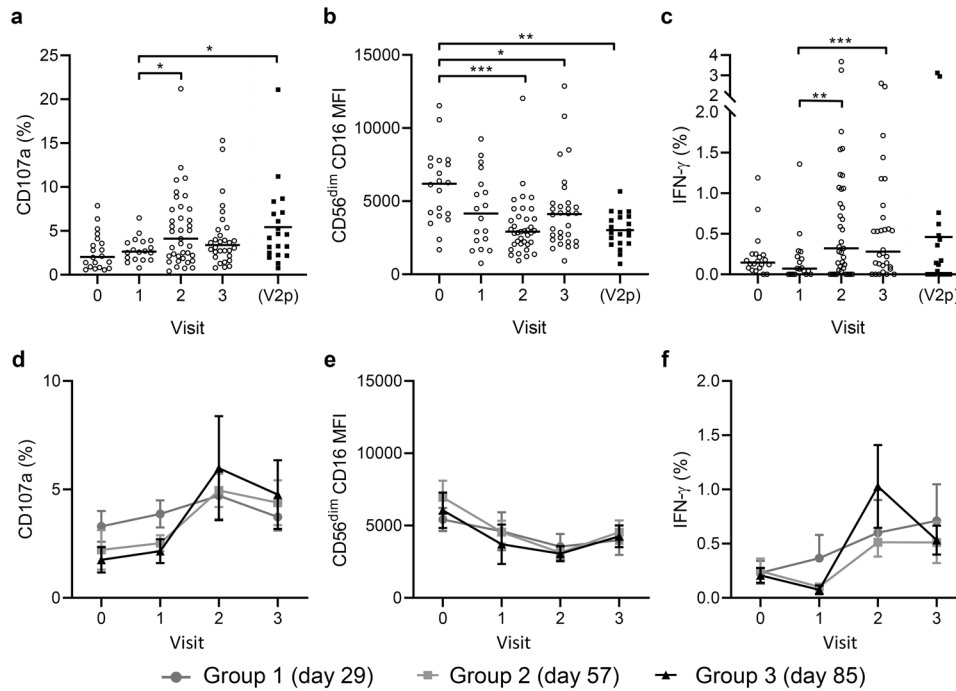 a
b
c
CD107a (%)
25
20
15
10
5
0
*
*
0 1 2 3 (V2p)
Visit
CD56dim CD16 MFI
15000
10000
5000
0
**
*
***
0 1 2 3 (V2p)
Visit
IFN-γ (%)
4
3
2
2.0
1.5
1.0
0.5
0.0
***
**
0 1 2 3 (V2p)
Visit
d
e
f
CD107a (%)
10
5
0
0 1 2 3
Visit
CD56dim CD16 MFI
15000
10000
5000
0
0 1 2 3
Visit
IFN-γ (%)
2.0
1.5
1.0
0.5
0.0
0 1 2 3
Visit
Group 1 (day 29) Group 2 (day 57) Group 3 (day 85)